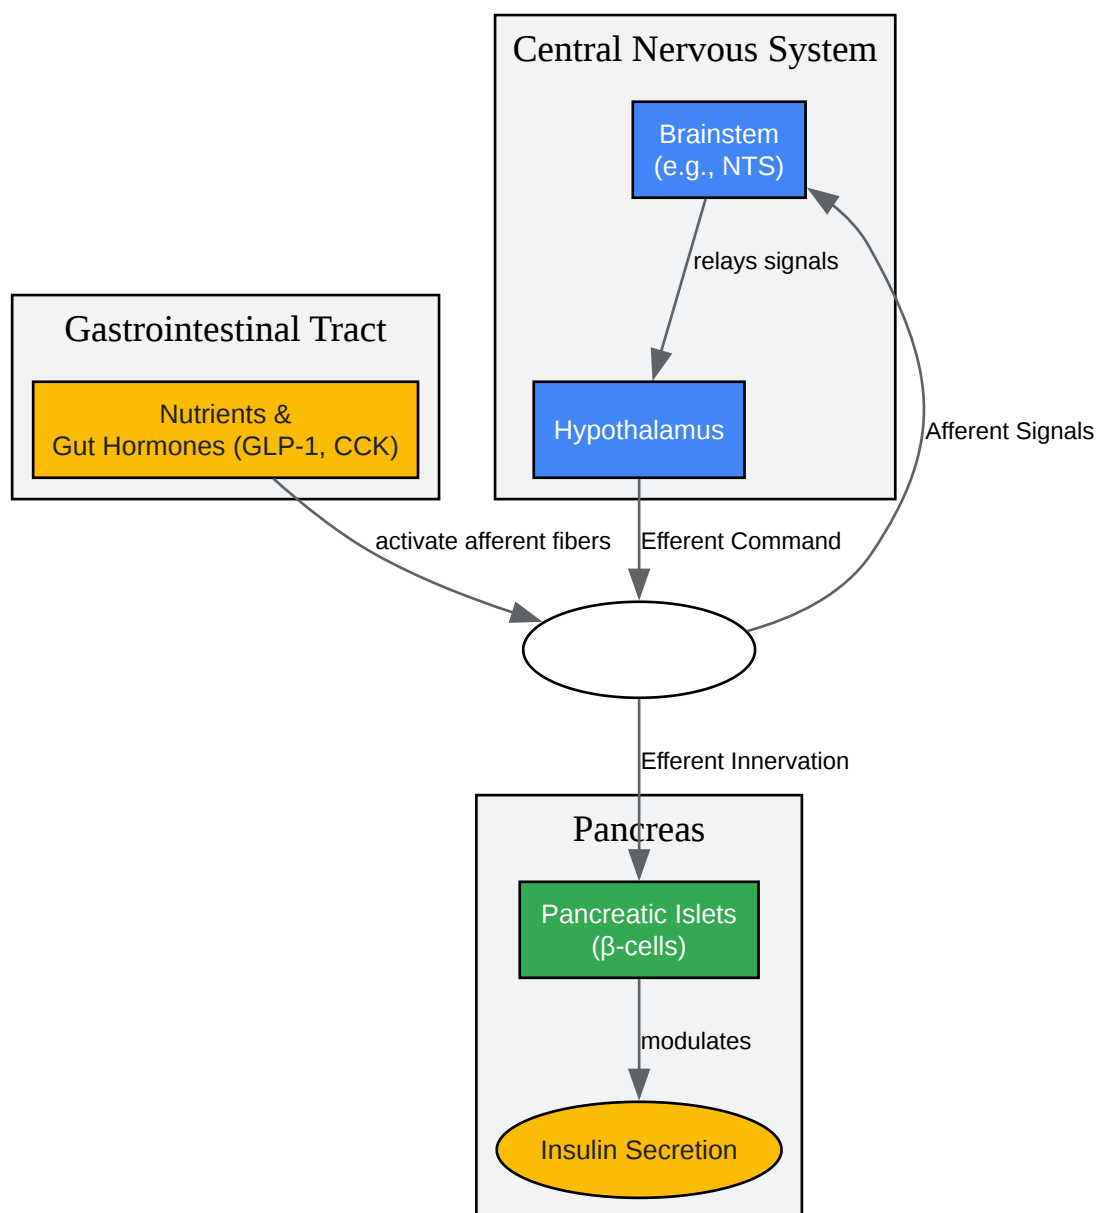 Central Nervous System
Brainstem
(e.g., NTS)
relays signals
Gastrointestinal Tract
Nutrients &
Gut Hormones (GLP-1, CCK)
Hypothalamus
Afferent Signals
activate afferent fibers
Efferent Command
Efferent Innervation
Pancreas
Pancreatic Islets
(β-cells)
modulates
Insulin Secretion